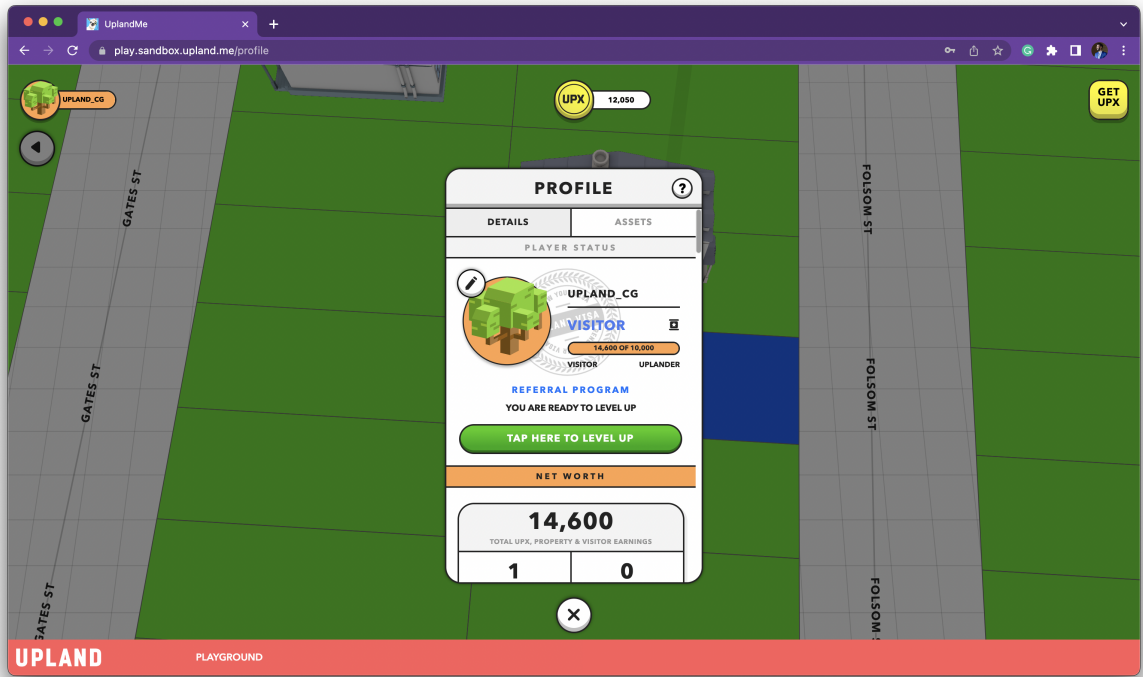 UplandMe
play.sandbox.upland.me/profile
UPLAND_CG
UPX
12,050
GET
UPX
GATES ST
GATES ST
GATES ST
FOLSOM ST
FOLSOM ST
FOLSOM S
PROFILE
?
DETAILS
ASSETS
PLAYER STATUS
UPLAND_CG
VISITOR
14,600 OF 10,000
VISITOR UPLANDER
REFERRAL PROGRAM
YOU ARE READY TO LEVEL UP
TAP HERE TO LEVEL UP
NET WORTH
14,600
TOTAL UPX, PROPERTY & VISITOR EARNINGS
1 0
UPLAND
PLAYGROUND